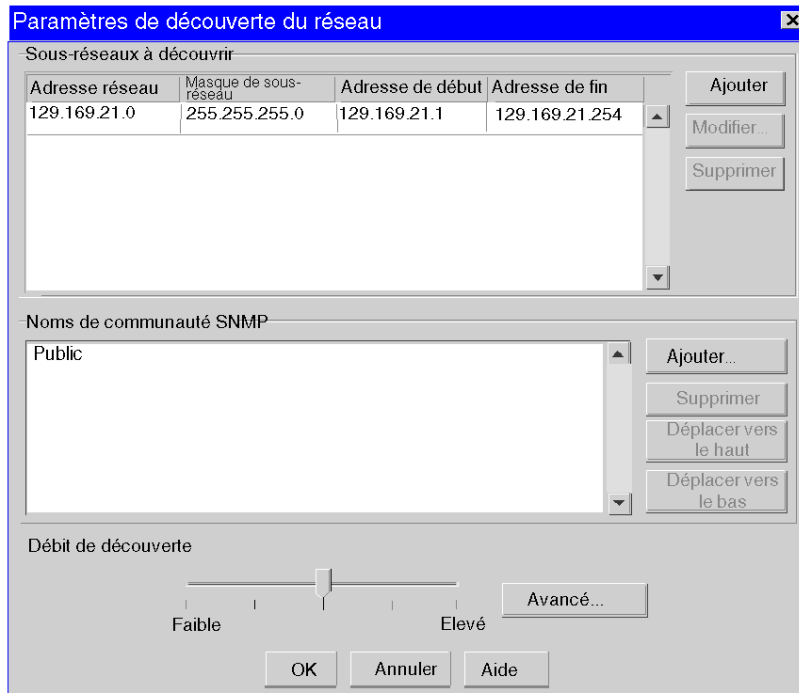 Paramètres de découverte du réseau
Sous-réseaux à découvrir
Adresse réseau Masque de sous-réseau Adresse de début Adresse de fin
129.169.21.0 255.255.255.0 129.169.21.1 129.169.21.254
Ajouter
Modifier...
Supprimer
Noms de communauté SNMP
Public
Ajouter...
Supprimer
Déplacer vers
le haut
Déplacer vers
le bas
Débit de découverte
Faible Elevé
Avancé...
OK Annuler Aide